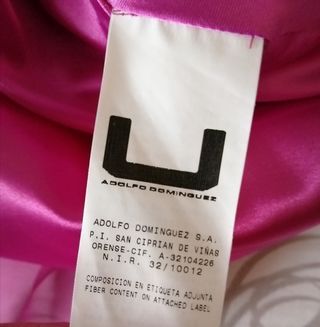 ADOLFO DOMINGUEZ
ADOLFO DOMINGUEZ S.A.
P.I. SAN CIPRIAN DE VIÑAS
ORENSE-CIF. A-32104226
N.I.R. 32/10012
COMPOSICION EN ETIQUETA ADJUNTA
FIBER CONTENT ON ATTACHED LABEL